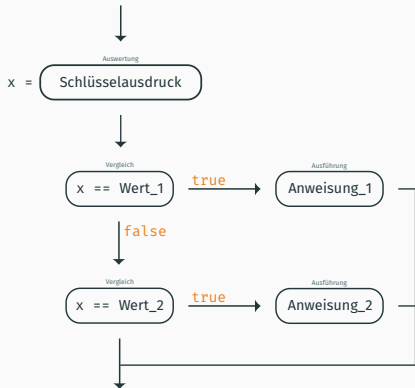 Auswertung
x = Schlüsselausdruck
Vergleich
x == Wert_1
true
Ausführung
Anweisung_1
false
Vergleich
x == Wert_2
true
Ausführung
Anweisung_2